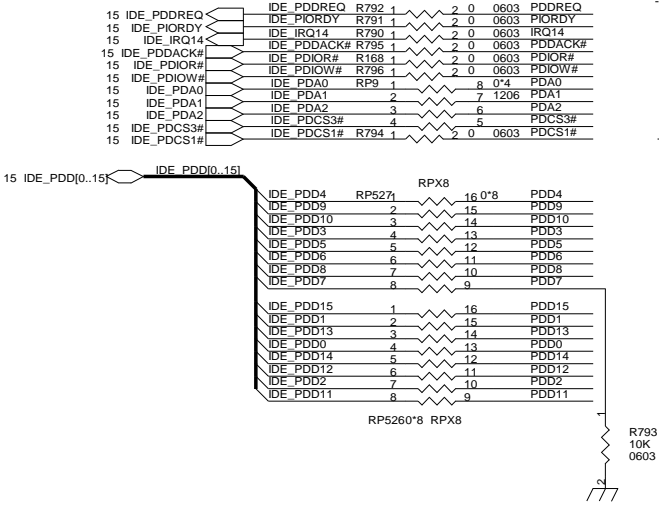 15 IDE_PDDREQ IDE_PDDREQ R792 1 2 0 0603 PDDREQ
15 IDE_PIORDY IDE_PIORDY R791 1 2 0 0603 PIORDY
15 IDE_IRQ14 IDE_IRQ14 R790 1 2 0 0603 IRQ14
15 IDE_PDDACK# IDE_PDDACK# R795 1 2 0 0603 PDDACK#
15 IDE_PDIOR# IDE_PDIOR# R168 1 2 0 0603 PDIOR#
15 IDE_PDIOW# IDE_PDIOW# R796 1 2 0 0603 PDIOW#
15 IDE_PDA0 IDE_PDA0 RP9 1 8 0*4 PDA0
15 IDE_PDA1 IDE_PDA1 2 7 1206 PDA1
15 IDE_PDA2 IDE_PDA2 3 6 PDA2
15 IDE_PDCS3# IDE_PDCS3# 4 5 PDCS3#
15 IDE_PDCS1# IDE_PDCS1# R794 1 2 0 0603 PDCS1#
15 IDE_PDD[0..15] IDE_PDD[0..15]
RPX8
IDE_PDD4 RP527 1 16 0*8 PDD4
IDE_PDD9 2 15 PDD9
IDE_PDD10 3 14 PDD10
IDE_PDD3 4 13 PDD3
IDE_PDD5 5 12 PDD5
IDE_PDD6 6 11 PDD6
IDE_PDD8 7 10 PDD8
IDE_PDD7 8 9 PDD7
IDE_PDD15 1 16 PDD15
IDE_PDD1 2 15 PDD1
IDE_PDD13 3 14 PDD13
IDE_PDD0 4 13 PDD0
IDE_PDD14 5 12 PDD14
IDE_PDD12 6 11 PDD12
IDE_PDD2 7 10 PDD2
IDE_PDD11 8 9 PDD11
RP5260*8 RPX8
1
R793
10K
0603
2